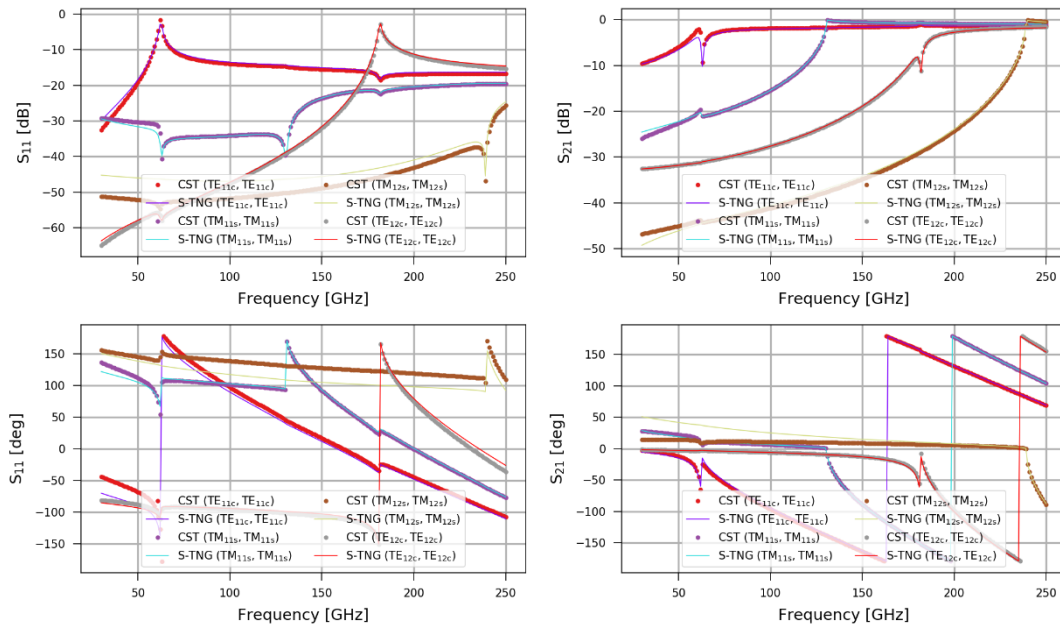 S11 [dB]
0
−10
−20
−30
−40
−50
−60
CST (TE11c, TE11c)
S-TNG (TE11c, TE11c)
CST (TM11s, TM11s)
S-TNG (TM11s, TM11s)
CST (TM12s, TM12s)
S-TNG (TM12s, TM12s)
CST (TE12c, TE12c)
S-TNG (TE12c, TE12c)
50 100 150 200 250
Frequency [GHz]
S21 [dB]
0
−10
−20
−30
−40
−50
CST (TE11c, TE11c)
S-TNG (TE11c, TE11c)
CST (TM11s, TM11s)
S-TNG (TM11s, TM11s)
CST (TM12s, TM12s)
S-TNG (TM12s, TM12s)
CST (TE12c, TE12c)
S-TNG (TE12c, TE12c)
50 100 150 200 250
Frequency [GHz]
S11 [deg]
150
100
50
0
−50
−100
−150
CST (TE11c, TE11c)
S-TNG (TE11c, TE11c)
CST (TM11s, TM11s)
S-TNG (TM11s, TM11s)
CST (TM12s, TM12s)
S-TNG (TM12s, TM12s)
CST (TE12c, TE12c)
S-TNG (TE12c, TE12c)
50 100 150 200 250
Frequency [GHz]
S21 [deg]
150
100
50
0
−50
−100
−150
CST (TE11c, TE11c)
S-TNG (TE11c, TE11c)
CST (TM11s, TM11s)
S-TNG (TM11s, TM11s)
CST (TM12s, TM12s)
S-TNG (TM12s, TM12s)
CST (TE12c, TE12c)
S-TNG (TE12c, TE12c)
50 100 150 200 250
Frequency [GHz]